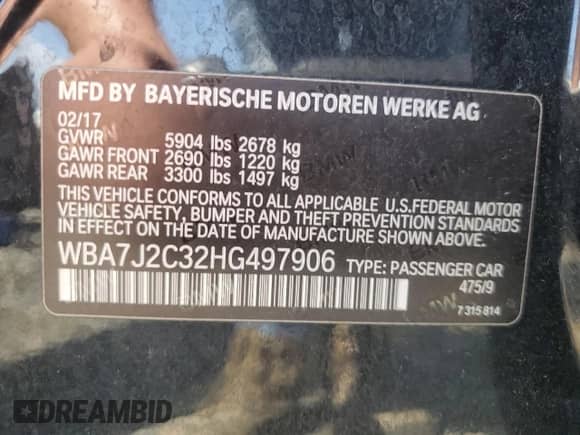 MFD BY BAYERISCHE MOTOREN WERKE AG
02/17
GVWR 5904 lbs 2678 kg
GAWR FRONT 2690 lbs 1220 kg
GAWR REAR 3300 lbs 1497 kg
THIS VEHICLE CONFORMS TO ALL APPLICABLE U.S.FEDERAL MOTOR
VEHICLE SAFETY, BUMPER AND THEFT PREVENTION STANDARDS
IN EFFECT ON THE DATE OF MANUFACTURE SHOWN ABOVE.
WBA7J2C32HG497906 TYPE: PASSENGER CAR
475/9
7315814
DREAMBID